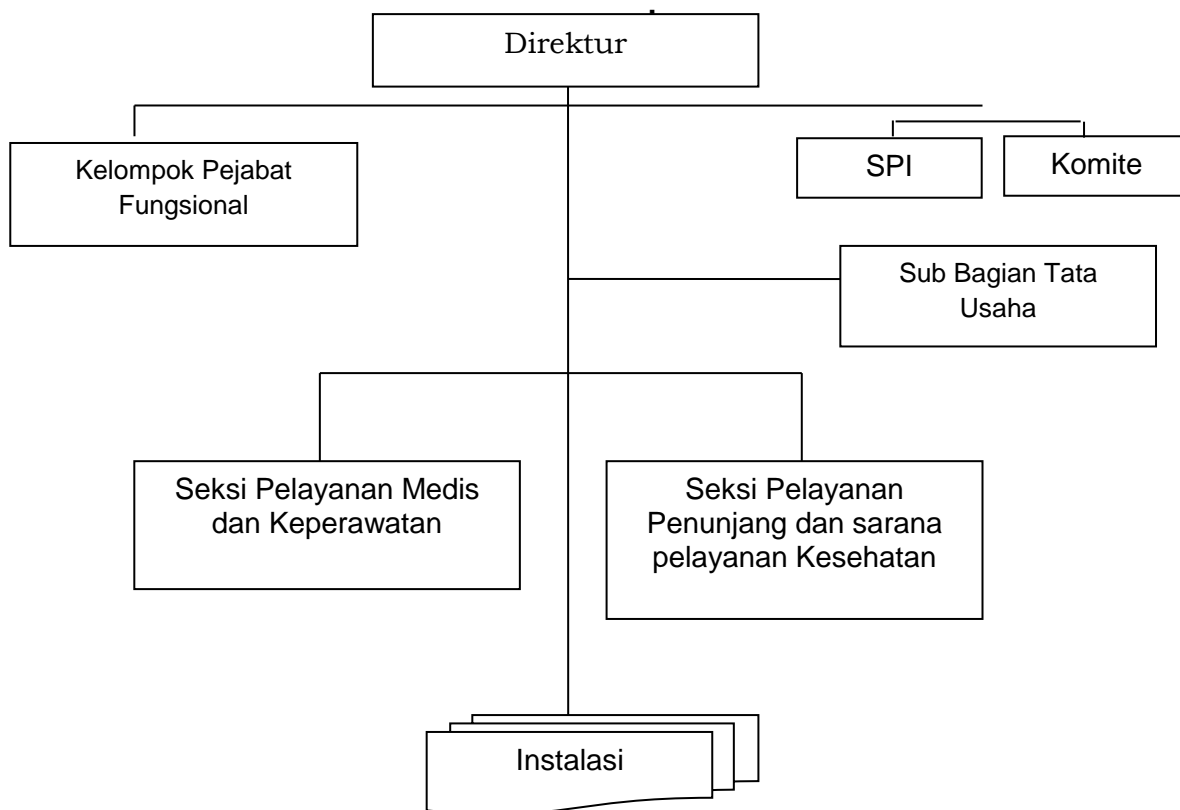 Direktur
Kelompok Pejabat
Fungsional
SPI
Komite
Sub Bagian Tata
Usaha
Seksi Pelayanan Medis
dan Keperawatan
Seksi Pelayanan
Penunjang dan sarana
pelayanan Kesehatan
Instalasi